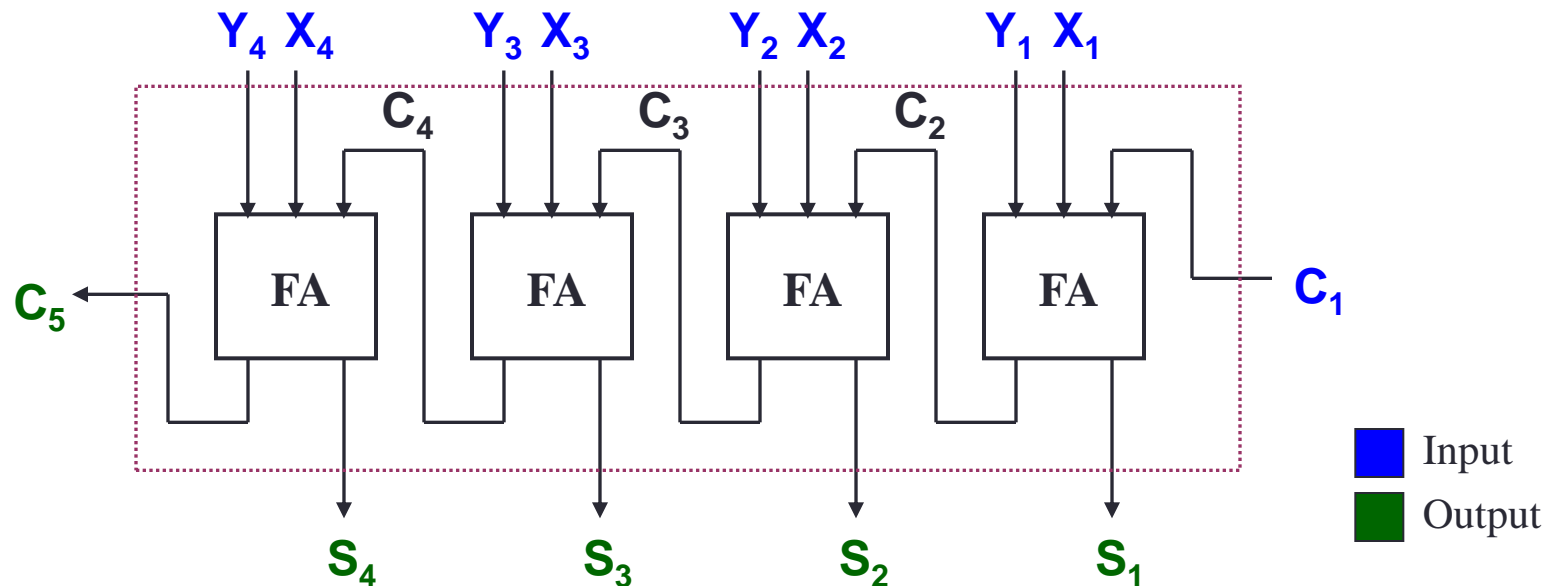 Y₄ X₄ Y₃ X₃ Y₂ X₂ Y₁ X₁
C₄ C₃ C₂
FA FA FA FA
C₅ C₁
Input
Output
S₄ S₃ S₂ S₁